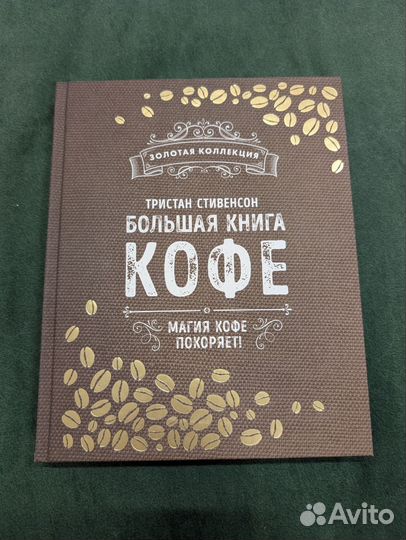 ЗОЛОТАЯ КОЛЛЕКЦИЯ
ТРИСТАН СТИВЕНСОН
БОЛЬШАЯ КНИГА
КОФЕ
МАГИЯ КОФЕ
ПОКОРЯЕТ!
Avito